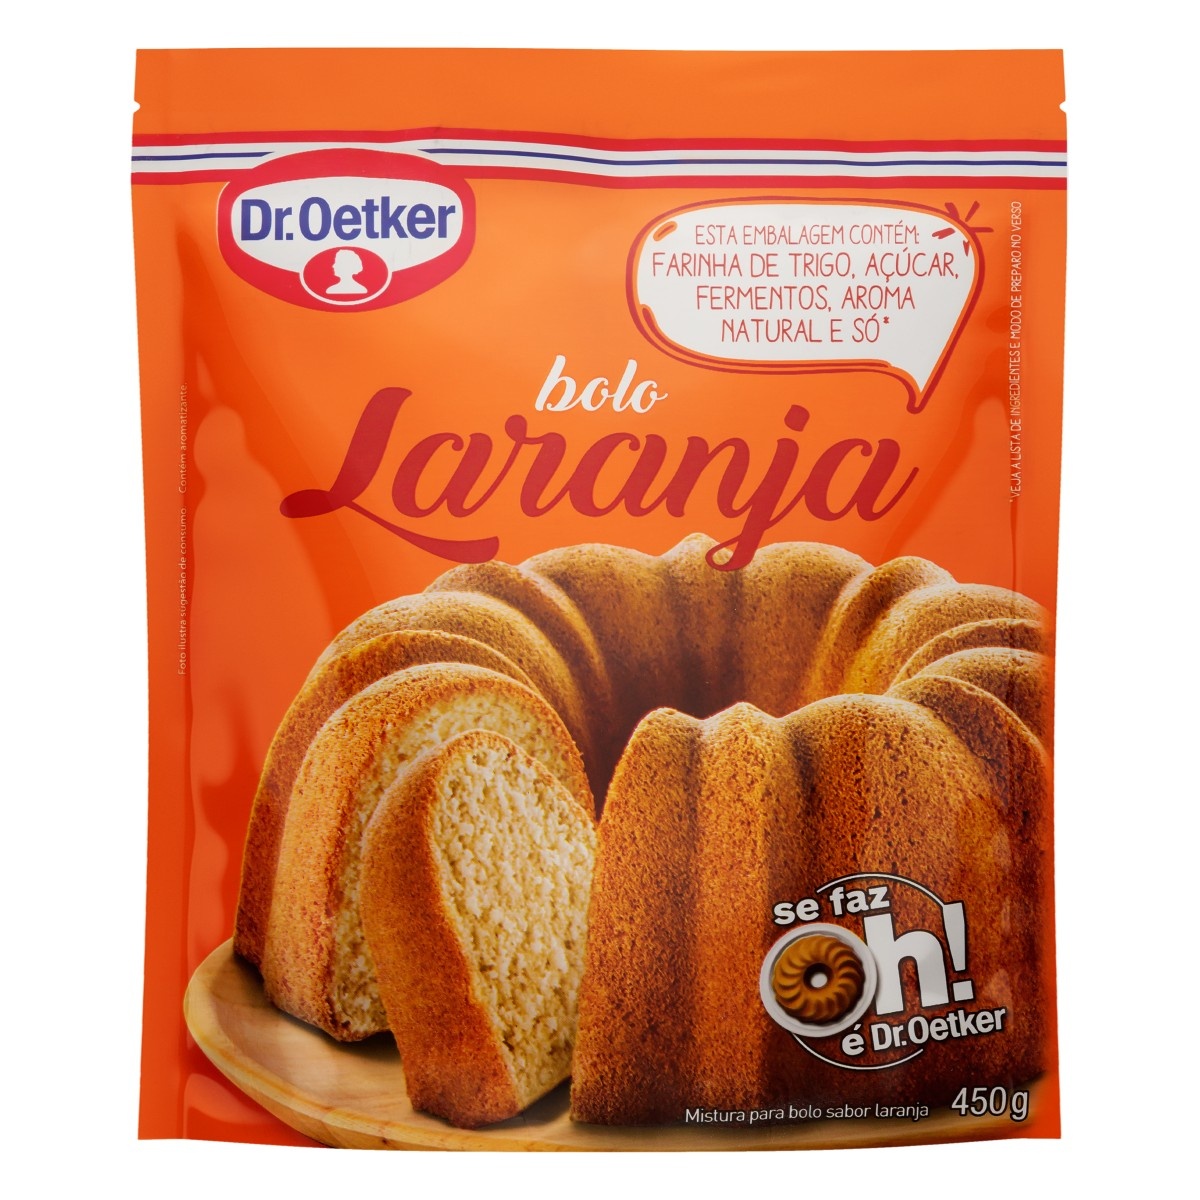 Dr.Oetker
ESTA EMBALAGEM CONTÉM:
FARINHA DE TRIGO, AÇÚCAR,
FERMENTOS, AROMA
NATURAL E SÓ*
*VEJA A LISTA DE INGREDIENTES E MODO DE PREPARO NO VERSO
bolo
Laranja
Foto ilustra sugestão de consumo. Contém aromatizante.
se faz
Oh!
é Dr.Oetker
Mistura para bolo sabor laranja 450g